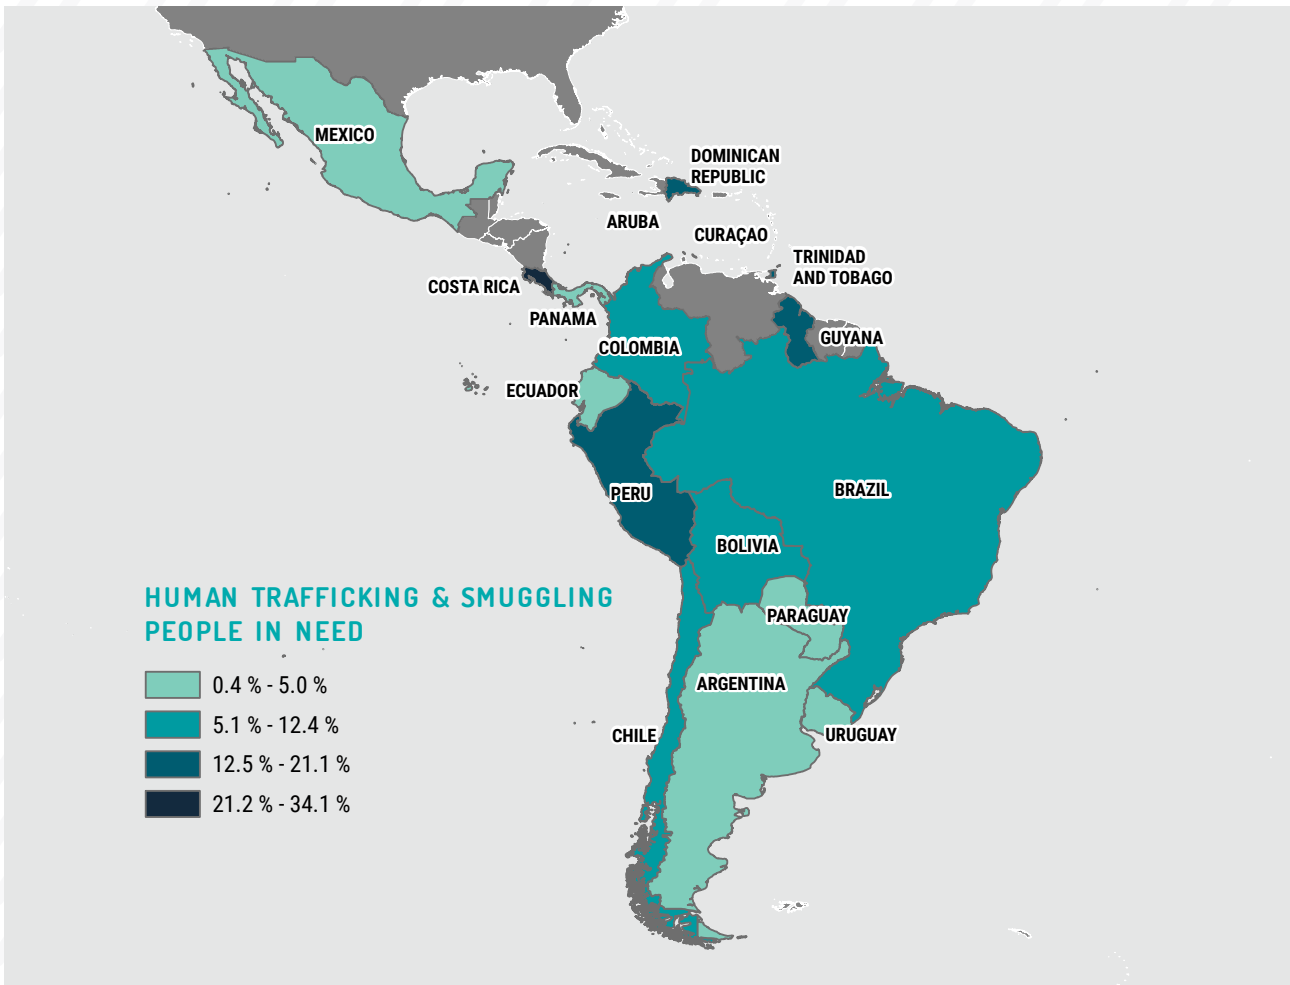 MEXICO
DOMINICAN
REPUBLIC
ARUBA
CURAÇAO
TRINIDAD
AND TOBAGO
COSTA RICA
PANAMA
GUYANA
COLOMBIA
ECUADOR
PERU
BRAZIL
BOLIVIA
HUMAN TRAFFICKING & SMUGGLING
PEOPLE IN NEED
PARAGUAY
0.4 % - 5.0 %
ARGENTINA
5.1 % - 12.4 %
CHILE
URUGUAY
12.5 % - 21.1 %
21.2 % - 34.1 %